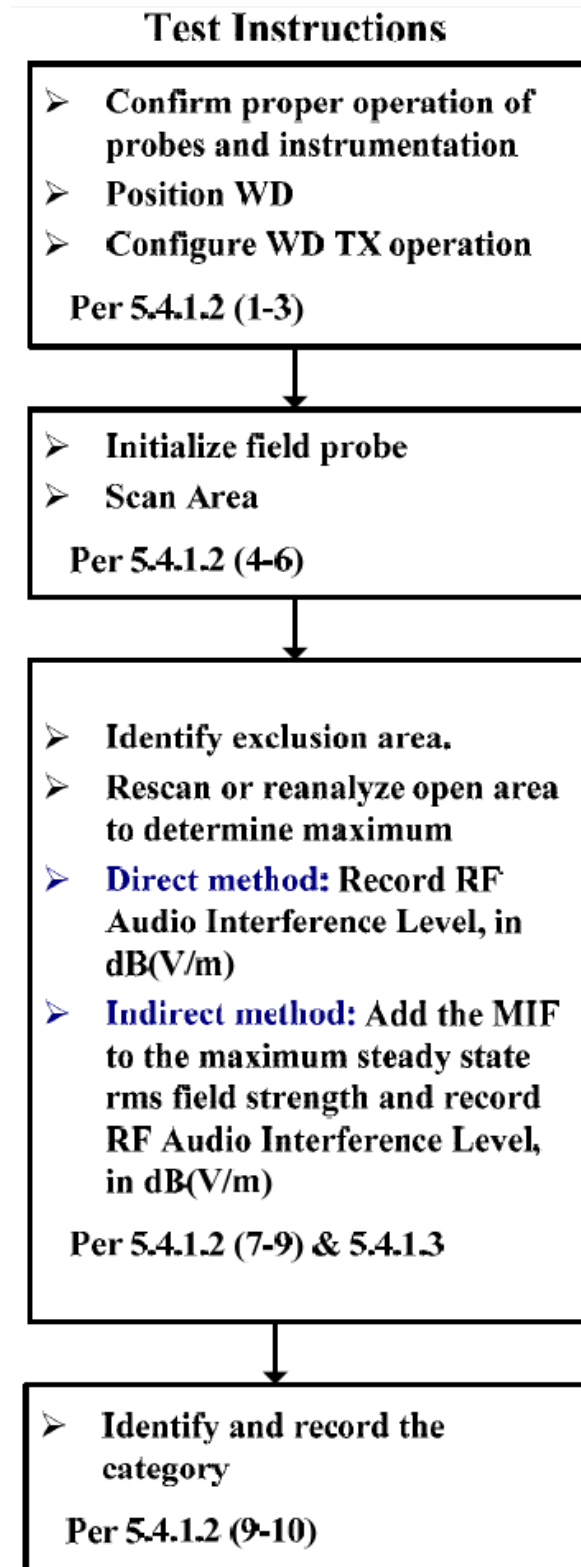 Test Instructions
➢ Confirm proper operation of
probes and instrumentation
➢ Position WD
➢ Configure WD TX operation
Per 5.4.1.2 (1-3)
➢ Initialize field probe
➢ Scan Area
Per 5.4.1.2 (4-6)
➢ Identify exclusion area.
➢ Rescan or reanalyze open area
to determine maximum
➢ Direct method: Record RF
Audio Interference Level, in
dB(V/m)
➢ Indirect method: Add the MIF
to the maximum steady state
rms field strength and record
RF Audio Interference Level,
in dB(V/m)
Per 5.4.1.2 (7-9) & 5.4.1.3
➢ Identify and record the
category
Per 5.4.1.2 (9-10)